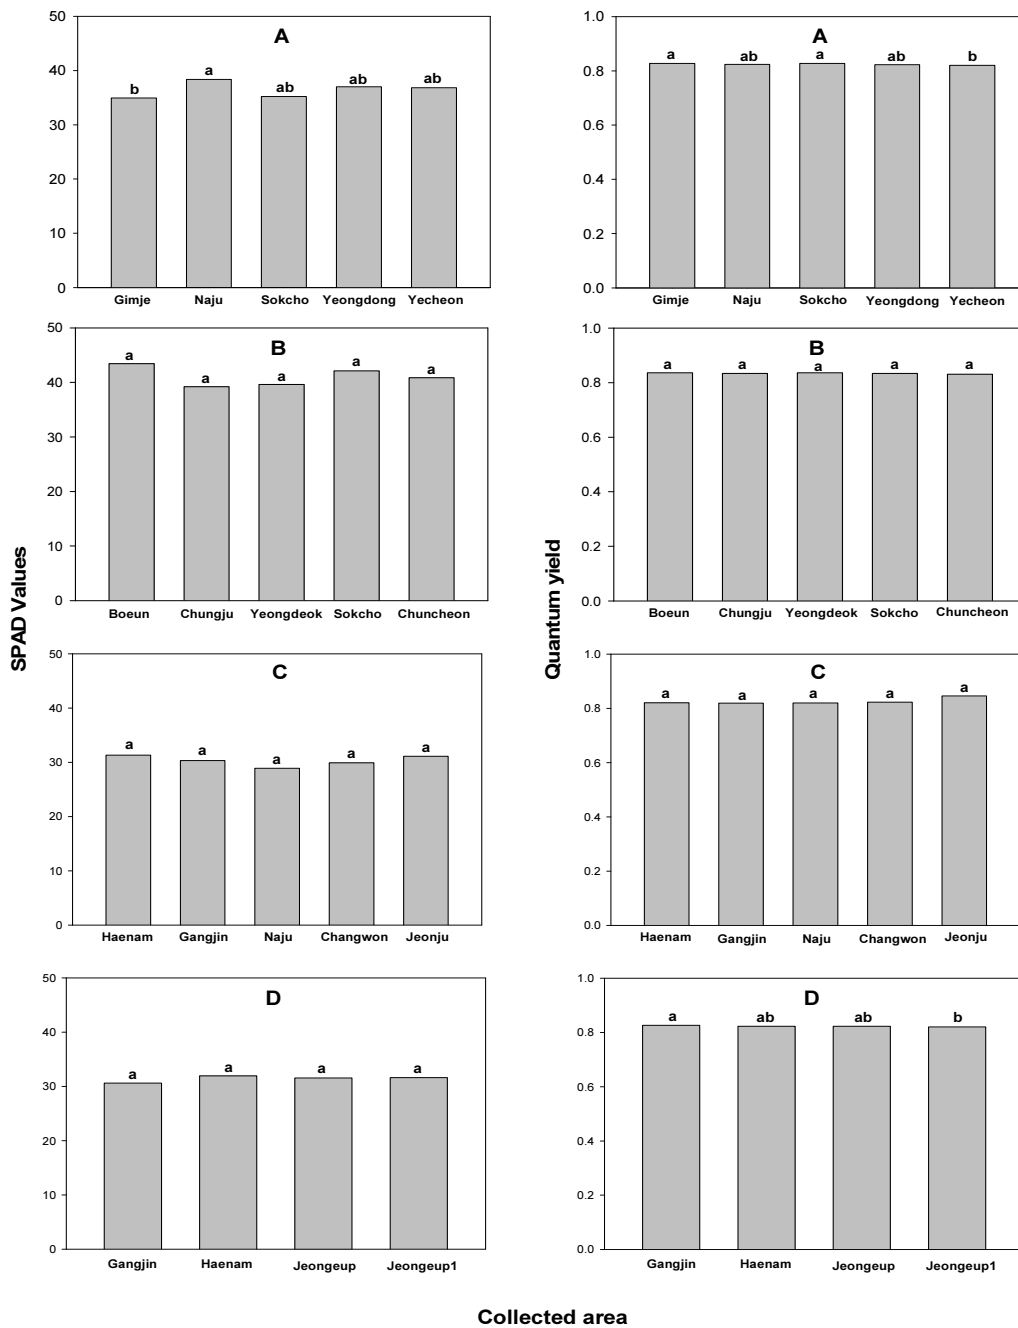 A
50
40
30
20
10
0
b a ab ab ab
Gimje Naju Sokcho Yeongdong Yecheon
A
1.0
0.8
0.6
0.4
0.2
0.0
a ab a ab b
Gimje Naju Sokcho Yeongdong Yecheon
B
50
40
30
20
10
0
a a a a a
Boeun Chungju Yeongdeok Sokcho Chuncheon
B
1.0
0.8
0.6
0.4
0.2
0.0
a a a a a
Boeun Chungju Yeongdeok Sokcho Chuncheon
SPAD Values
Quantum yield
C
50
40
30
20
10
0
a a a a a
Haenam Gangjin Naju Changwon Jeonju
C
1.0
0.8
0.6
0.4
0.2
0.0
a a a a a
Haenam Gangjin Naju Changwon Jeonju
D
50
40
30
20
10
0
a a a a
Gangjin Haenam Jeongeup Jeongeup1
D
1.0
0.8
0.6
0.4
0.2
0.0
a ab ab b
Gangjin Haenam Jeongeup Jeongeup1
Collected area